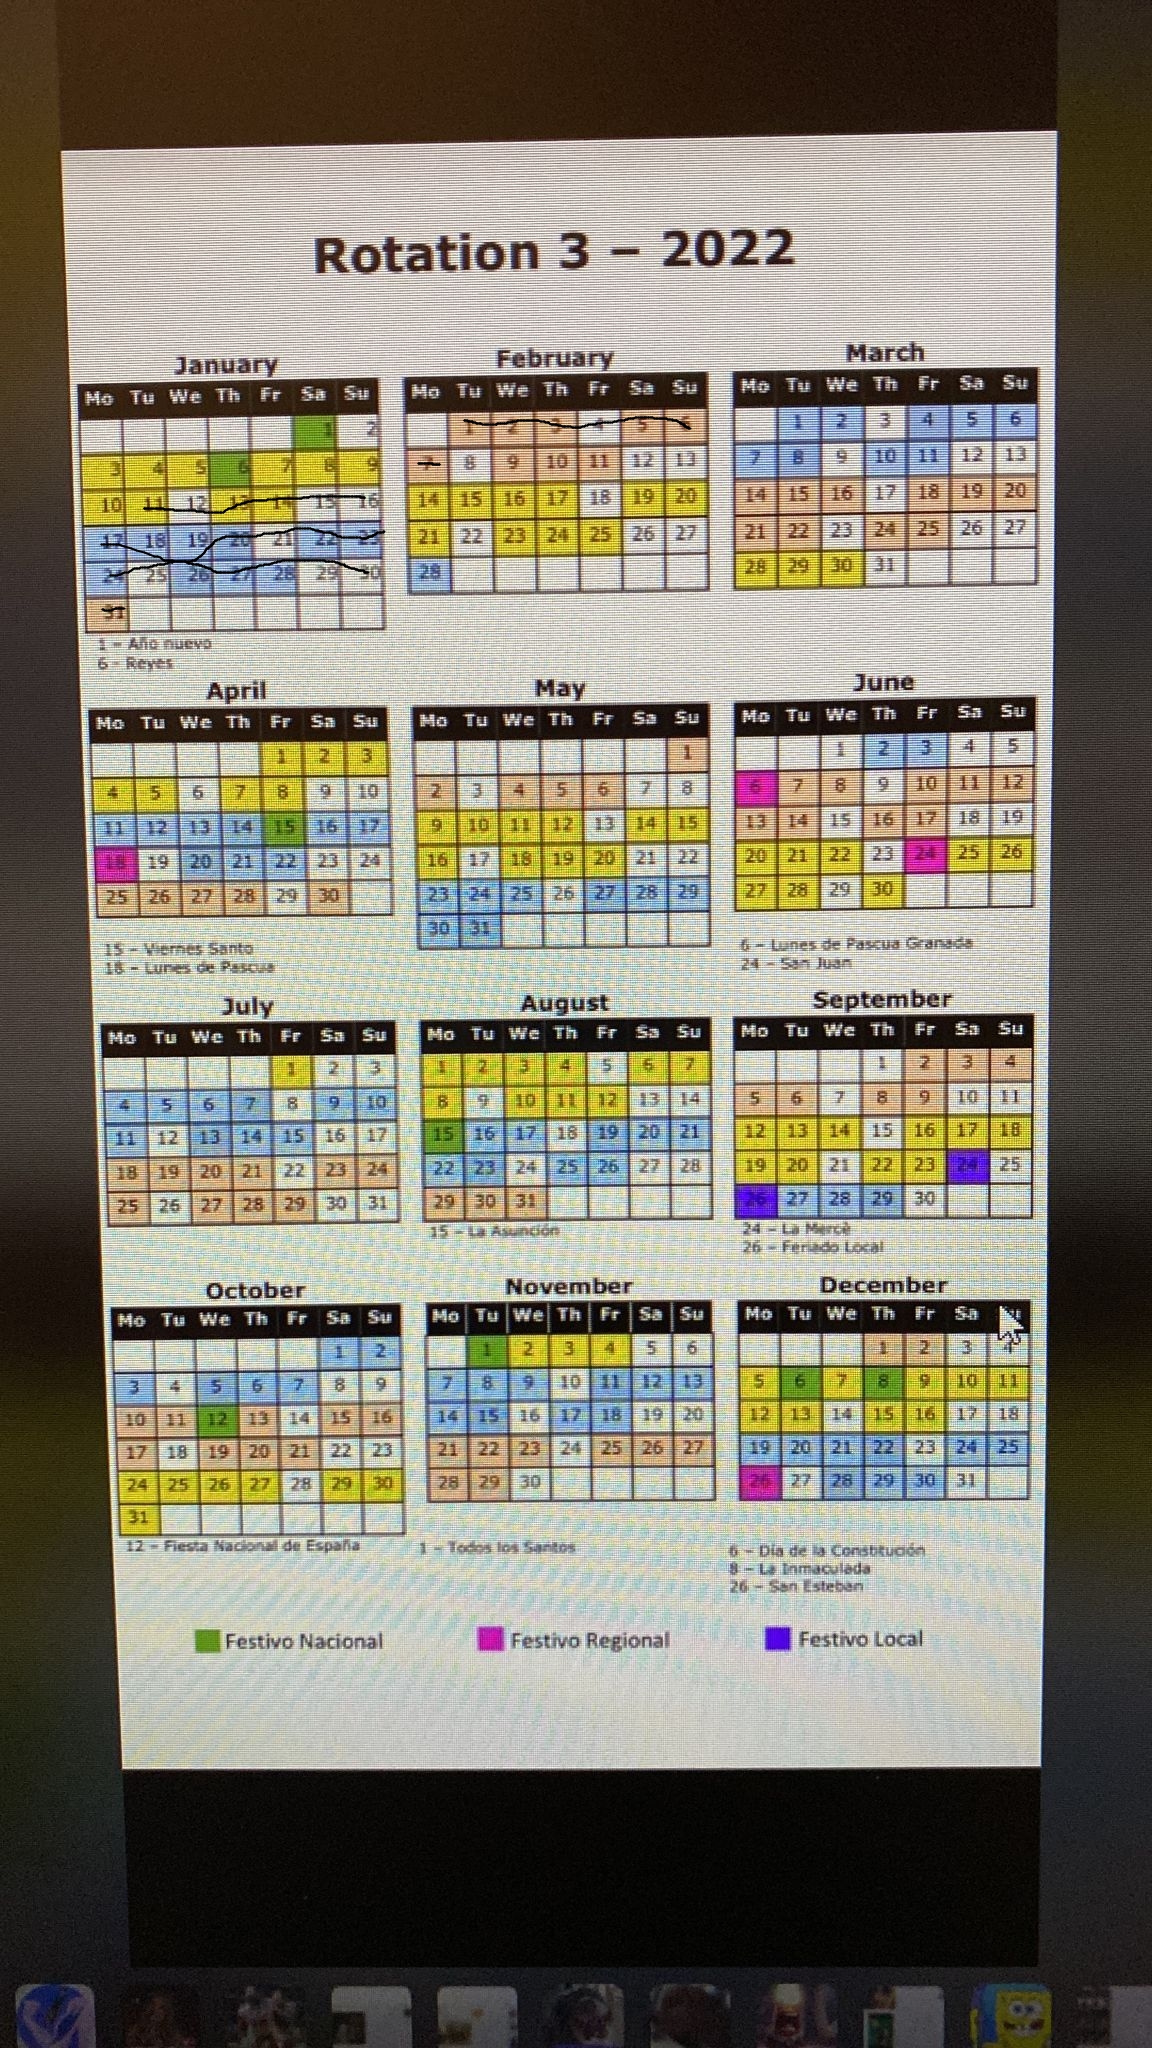 Rotation 3 – 2022
January
Mo Tu We Th Fr Sa Su
1 2
3 4 5 6 7 8 9
10 11 12 13 14 15 16
17 18 19 20 21 22 23
24 25 26 27 28 29 30
31
1 – Año nuevo
6 - Reyes
February
Mo Tu We Th Fr Sa Su
1 2 3 4 5 6
7 8 9 10 11 12 13
14 15 16 17 18 19 20
21 22 23 24 25 26 27
28
March
Mo Tu We Th Fr Sa Su
1 2 3 4 5 6
7 8 9 10 11 12 13
14 15 16 17 18 19 20
21 22 23 24 25 26 27
28 29 30 31
April
Mo Tu We Th Fr Sa Su
1 2 3
4 5 6 7 8 9 10
11 12 13 14 15 16 17
18 19 20 21 22 23 24
25 26 27 28 29 30
15 – Viernes Santo
18 – Lunes de Pascua
May
Mo Tu We Th Fr Sa Su
1
2 3 4 5 6 7 8
9 10 11 12 13 14 15
16 17 18 19 20 21 22
23 24 25 26 27 28 29
30 31
June
Mo Tu We Th Fr Sa Su
1 2 3 4 5
6 7 8 9 10 11 12
13 14 15 16 17 18 19
20 21 22 23 24 25 26
27 28 29 30
6 – Lunes de Pascua Granada
24 – San Juan
July
Mo Tu We Th Fr Sa Su
1 2 3
4 5 6 7 8 9 10
11 12 13 14 15 16 17
18 19 20 21 22 23 24
25 26 27 28 29 30 31
August
Mo Tu We Th Fr Sa Su
1 2 3 4 5 6 7
8 9 10 11 12 13 14
15 16 17 18 19 20 21
22 23 24 25 26 27 28
29 30 31
15 – La Asunción
September
Mo Tu We Th Fr Sa Su
1 2 3 4
5 6 7 8 9 10 11
12 13 14 15 16 17 18
19 20 21 22 23 24 25
26 27 28 29 30
24 – La Mercè
26 – Feriado Local
October
Mo Tu We Th Fr Sa Su
1 2
3 4 5 6 7 8 9
10 11 12 13 14 15 16
17 18 19 20 21 22 23
24 25 26 27 28 29 30
31
12 – Fiesta Nacional de España
November
Mo Tu We Th Fr Sa Su
1 2 3 4 5 6
7 8 9 10 11 12 13
14 15 16 17 18 19 20
21 22 23 24 25 26 27
28 29 30
1 – Todos los Santos
December
Mo Tu We Th Fr Sa Su
1 2 3 4
5 6 7 8 9 10 11
12 13 14 15 16 17 18
19 20 21 22 23 24 25
26 27 28 29 30 31
6 – Día de la Constitución
8 – La Inmaculada
26 – San Esteban
Festivo Nacional
Festivo Regional
Festivo Local